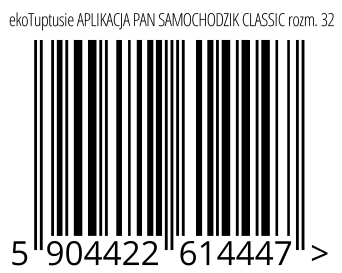 ekoTuptusie APLIKACJA PAN SAMOCHODZIK CLASSIC rozm. 32
5 904422 614447 >